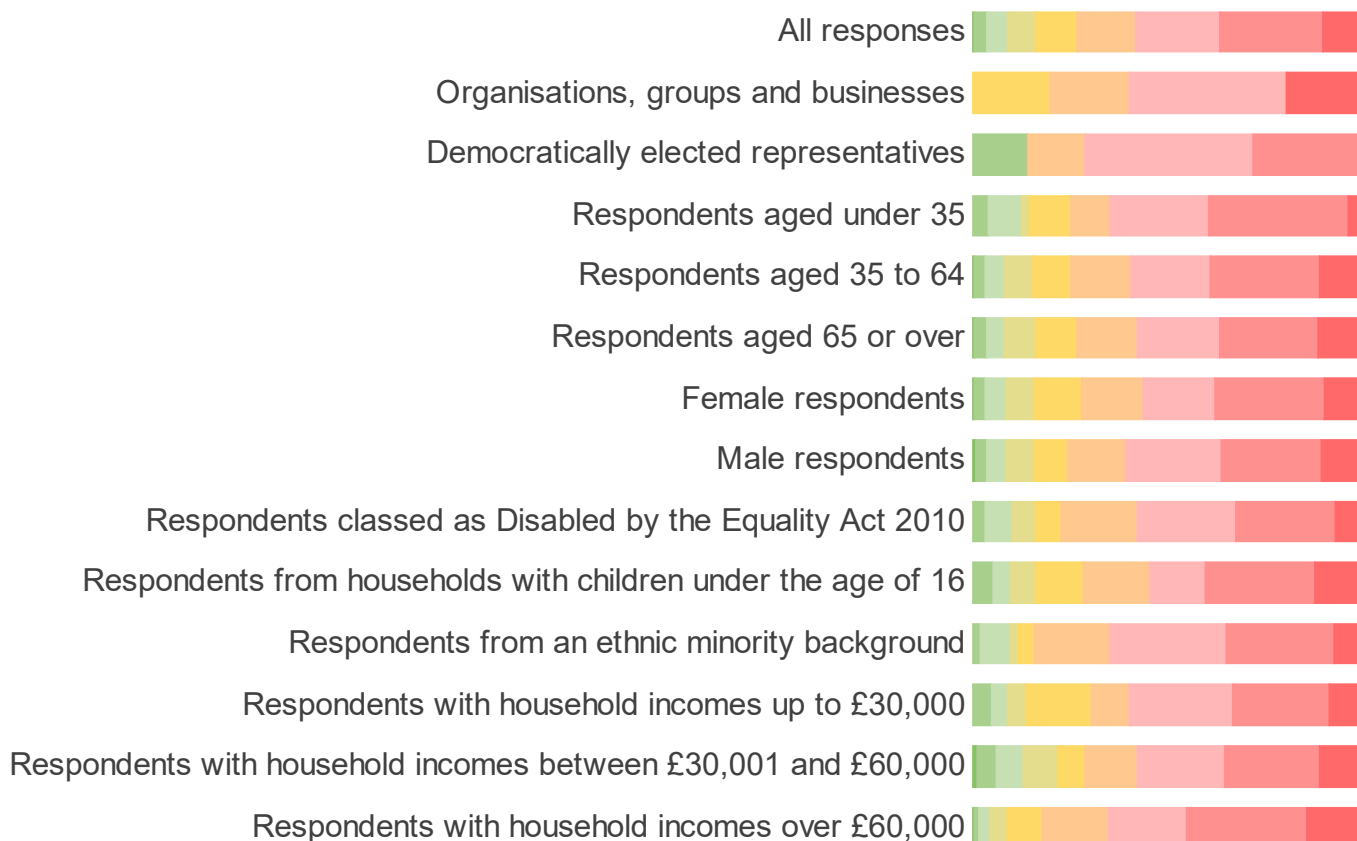 All responses
Organisations, groups and businesses
Democratically elected representatives
Respondents aged under 35
Respondents aged 35 to 64
Respondents aged 65 or over
Female respondents
Male respondents
Respondents classed as Disabled by the Equality Act 2010
Respondents from households with children under the age of 16
Respondents from an ethnic minority background
Respondents with household incomes up to £30,000
Respondents with household incomes between £30,001 and £60,000
Respondents with household incomes over £60,000